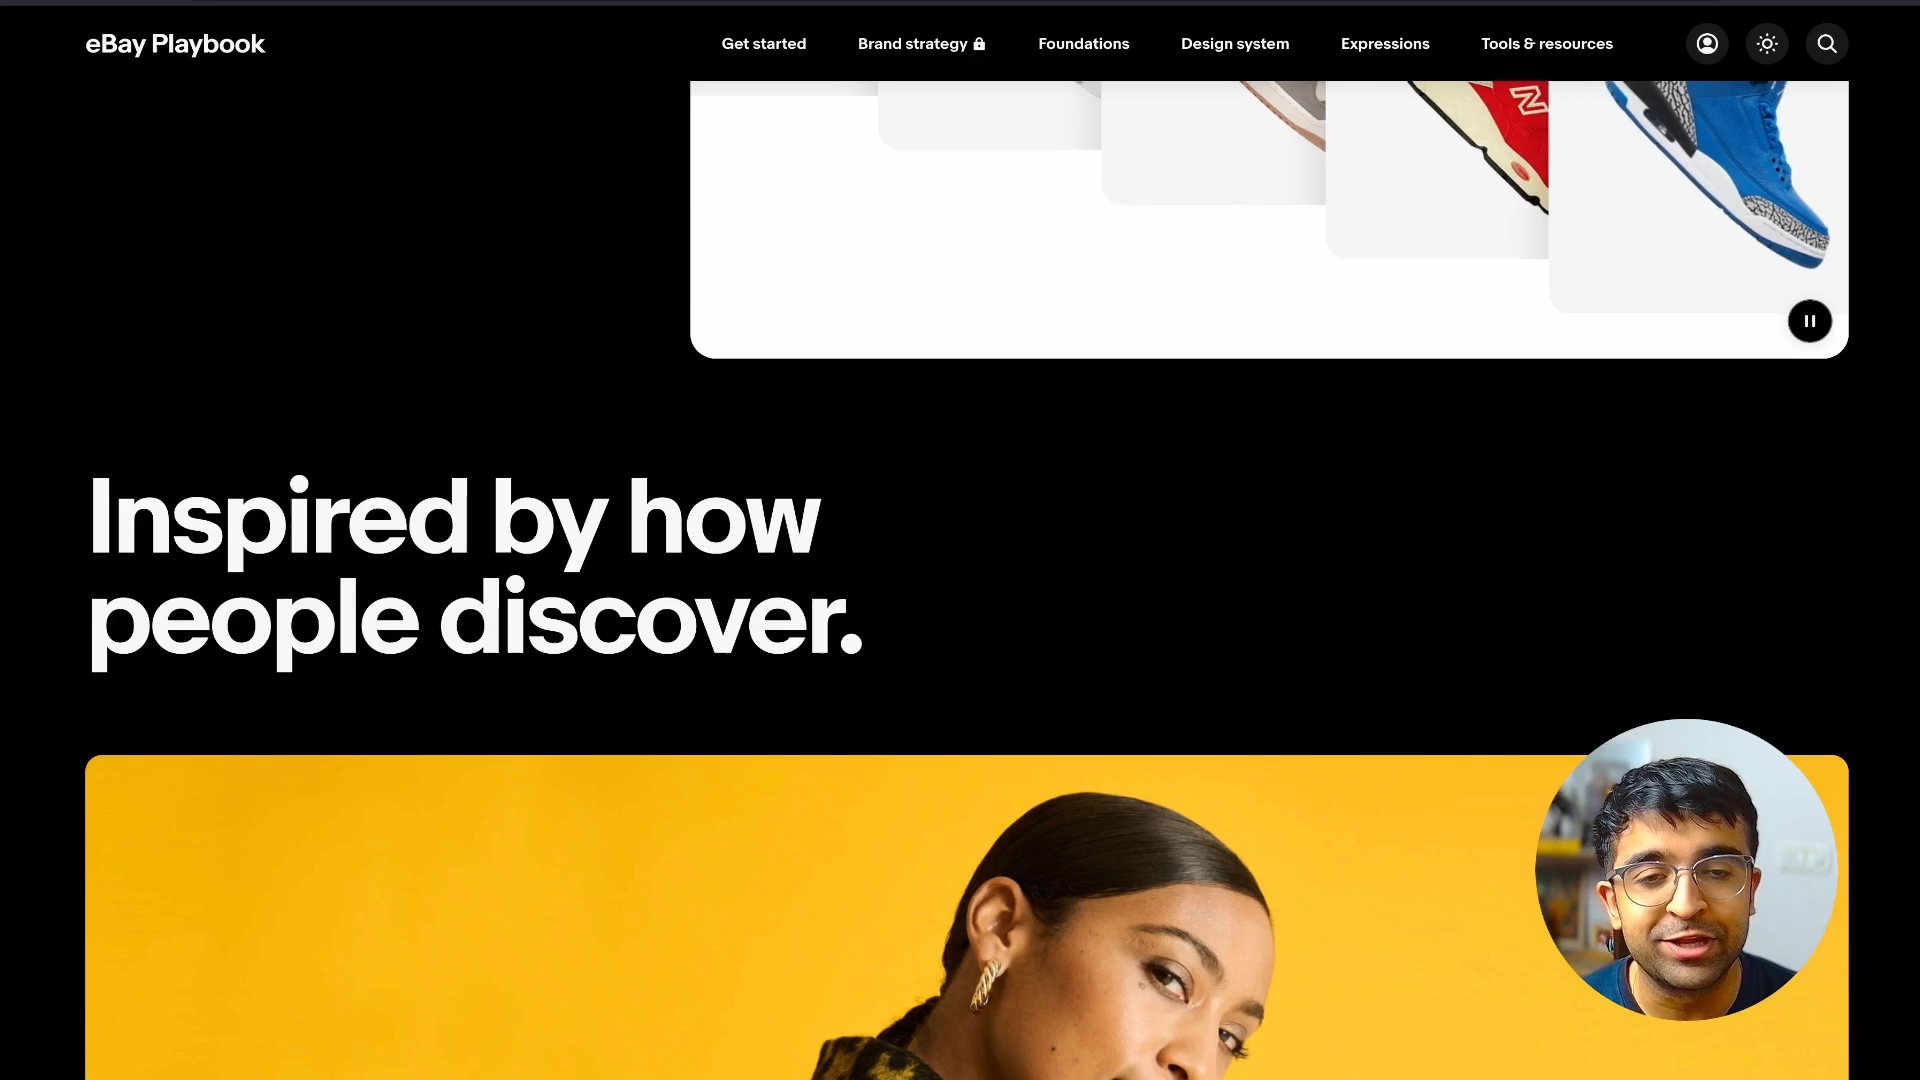 eBay Playbook
Get started
Brand strategy
Foundations
Design system
Expressions
Tools & resources
N
Inspired by how
people discover.